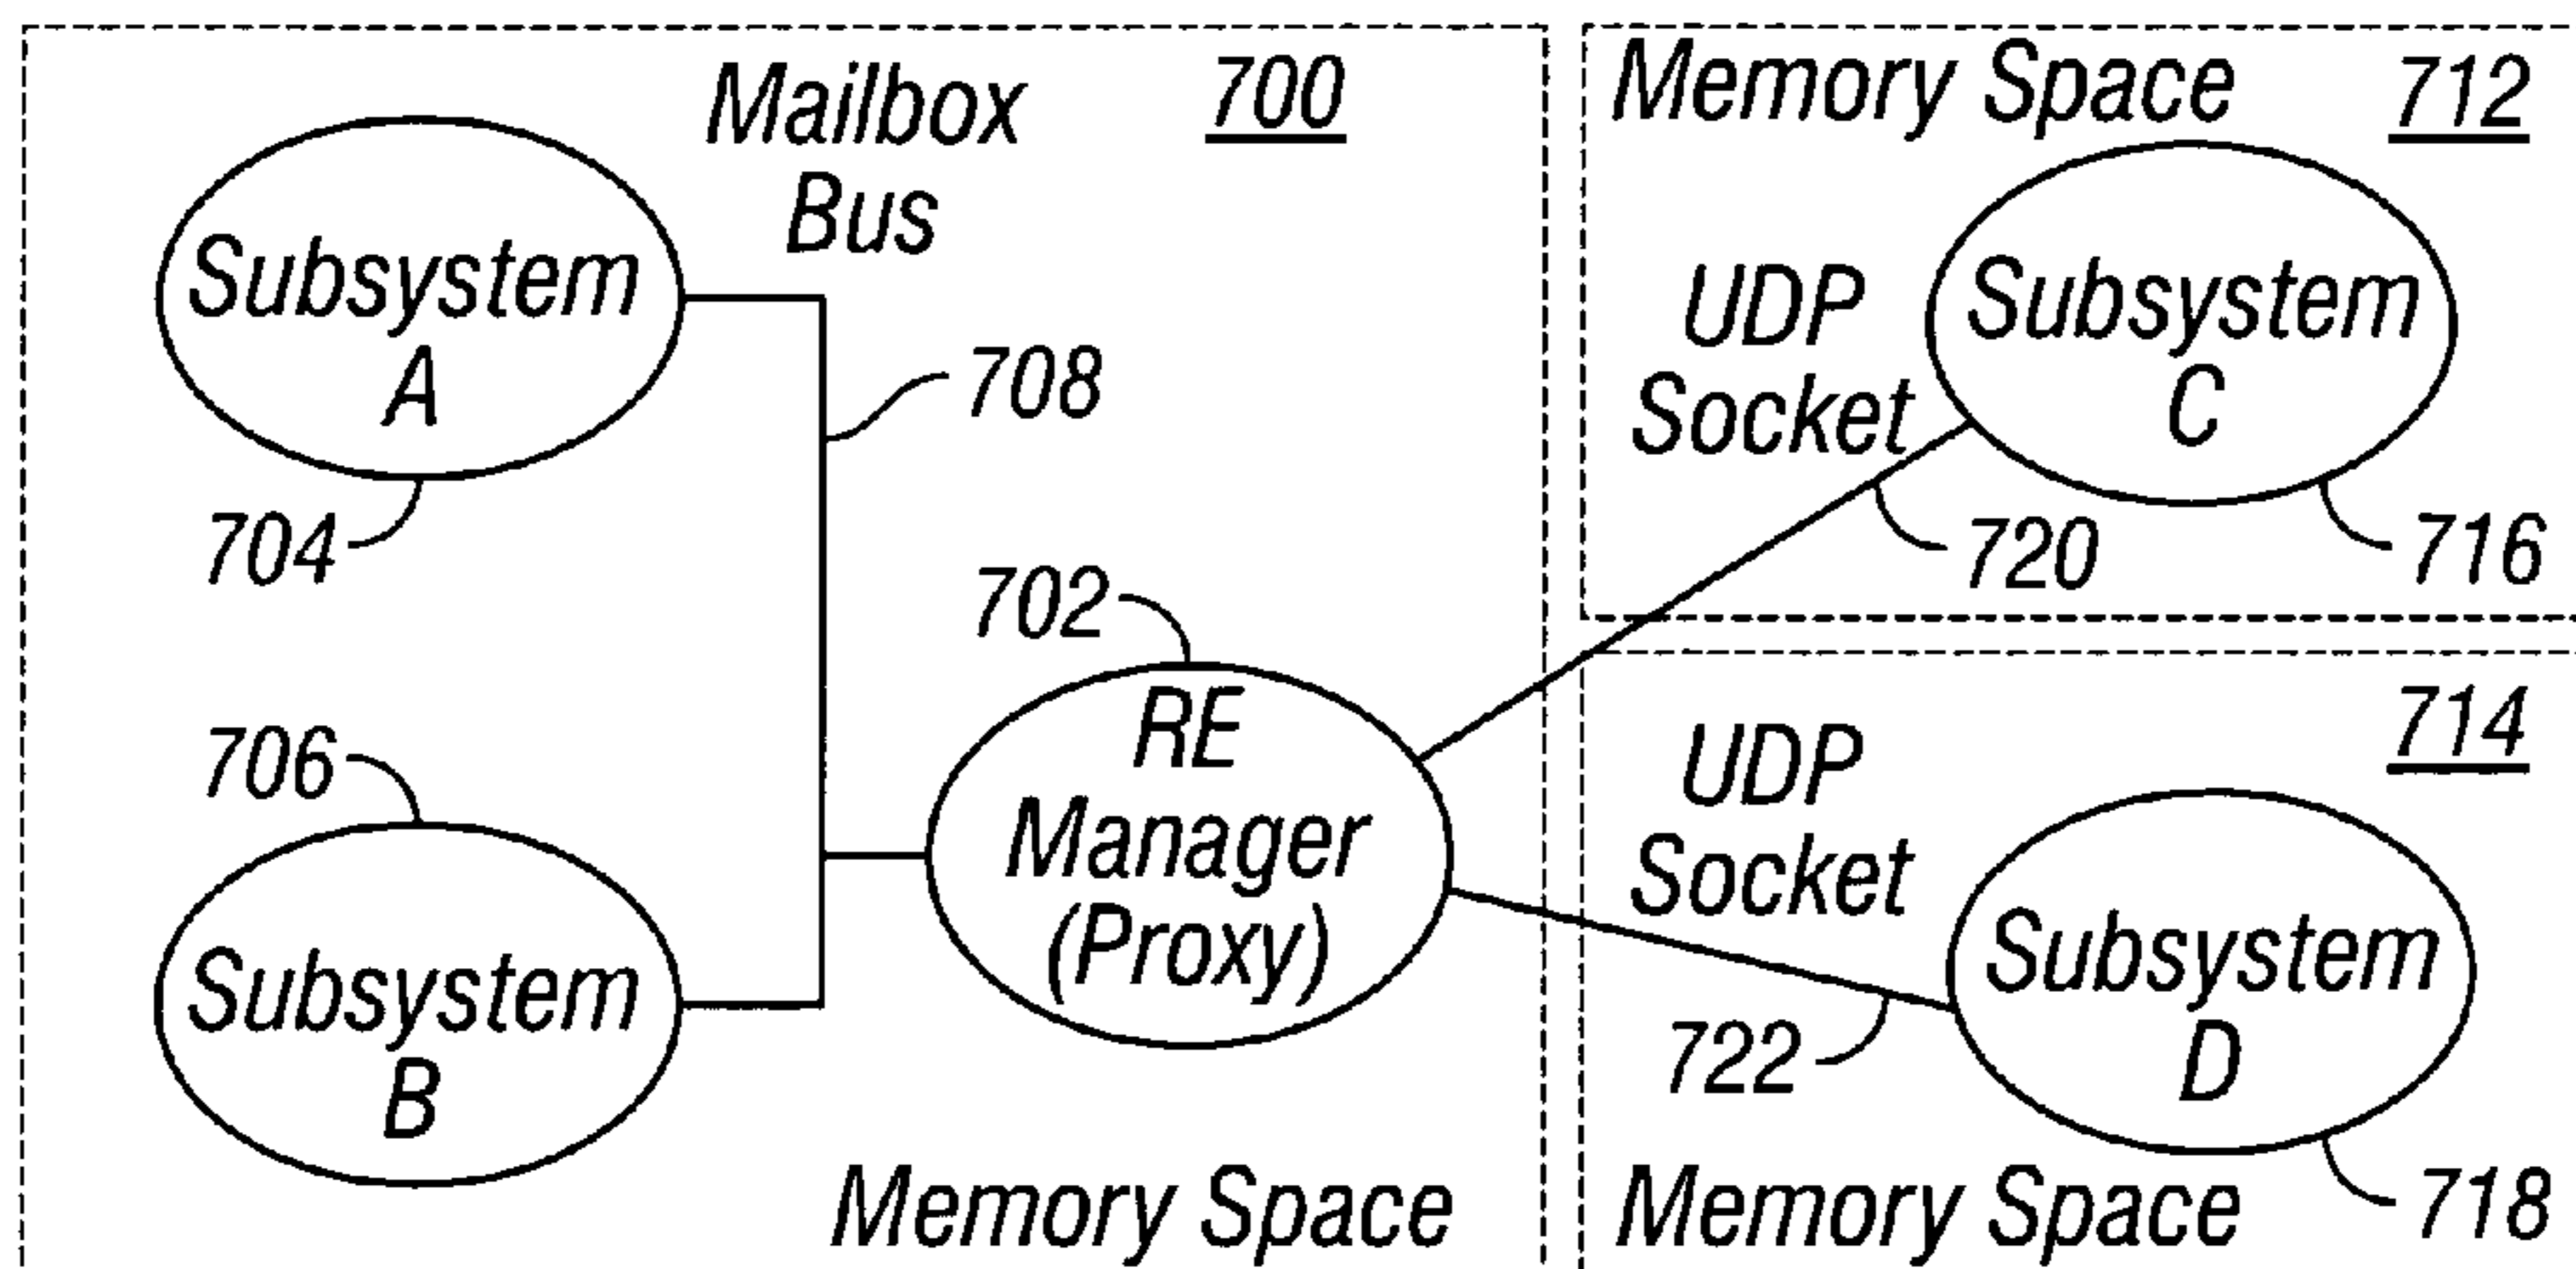 Mailbox
Bus
700
Subsystem
A
704
708
706
Subsystem
B
702
RE
Manager
(Proxy)
Memory Space
Memory Space
712
UDP
Socket
Subsystem
C
720
716
714
UDP
Socket
Subsystem
D
722
718
Memory Space